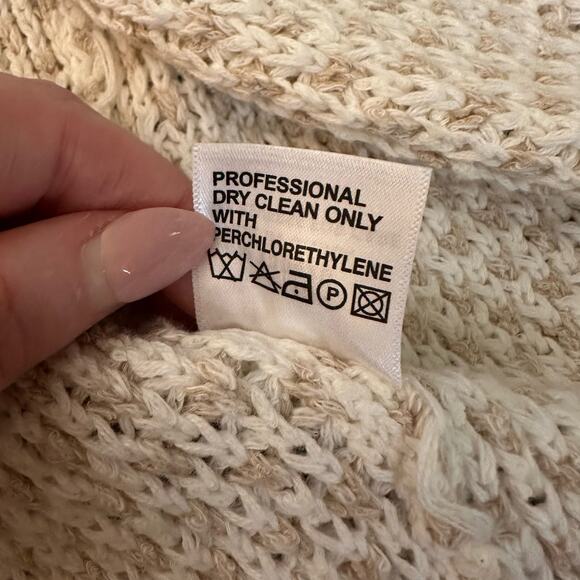 PROFESSIONAL
DRY CLEAN ONLY
WITH
PERCHLORETHYLENE
P